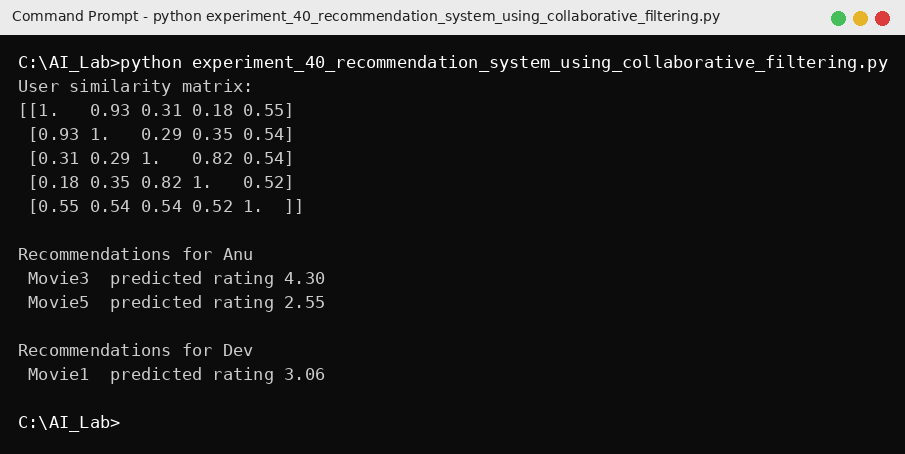 Command Prompt - python experiment_40_recommendation_system_using_collaborative_filtering.py
C:\AI_Lab>python experiment_40_recommendation_system_using_collaborative_filtering.py
User similarity matrix:
[[1.   0.93 0.31 0.18 0.55]
 [0.93 1.   0.29 0.35 0.54]
 [0.31 0.29 1.   0.82 0.54]
 [0.18 0.35 0.82 1.   0.52]
 [0.55 0.54 0.54 0.52 1.  ]]
Recommendations for Anu
 Movie3  predicted rating 4.30
 Movie5  predicted rating 2.55
Recommendations for Dev
 Movie1  predicted rating 3.06
C:\AI_Lab>